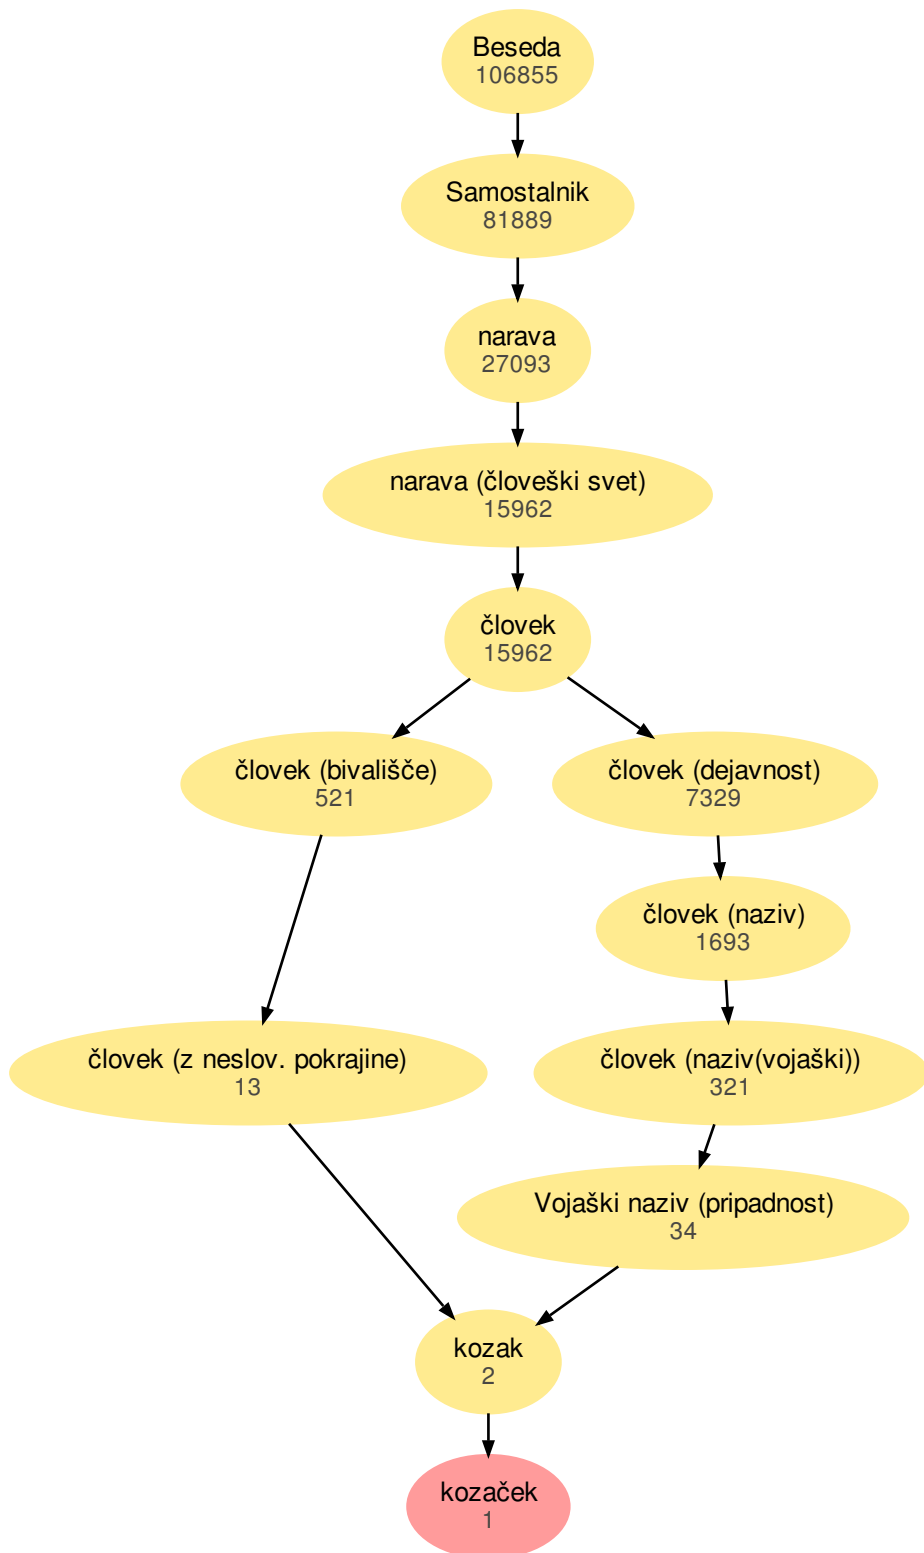 Beseda
106855
Samostalnik
81889
narava
27093
narava (človeški svet)
15962
človek
15962
človek (bivališče)
521
človek (dejavnost)
7329
človek (naziv)
1693
človek (z neslov. pokrajine)
13
človek (naziv(vojaški))
321
Vojaški naziv (pripadnost)
34
kozak
2
kozaček
1